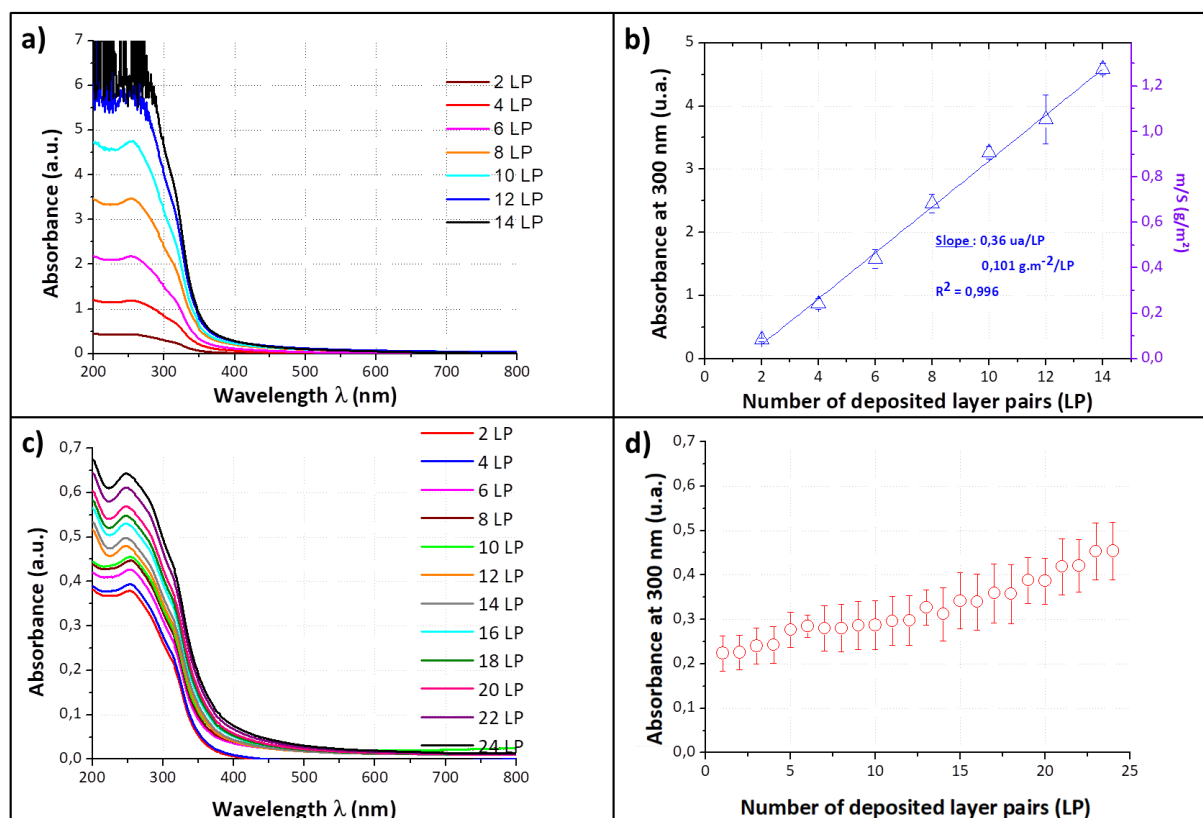 a)
7
6
5
4
3
2
1
0
Absorbance (a.u.)
200 300 400 500 600 700 800
Wavelength λ (nm)
2 LP
4 LP
6 LP
8 LP
10 LP
12 LP
14 LP
b)
5
4
3
2
1
0
Absorbance at 300 nm (u.a.)
0 2 4 6 8 10 12 14
Number of deposited layer pairs (LP)
1,2
1,0
0,8
0,6
0,4
0,2
0,0
m/S (g/m²)
Slope : 0,36 ua/LP
0,101 g.m⁻²/LP
R² = 0,996
c)
0,7
0,6
0,5
0,4
0,3
0,2
0,1
0,0
Absorbance (a.u.)
200 300 400 500 600 700 800
Wavelength λ (nm)
2 LP
4 LP
6 LP
8 LP
10 LP
12 LP
14 LP
16 LP
18 LP
20 LP
22 LP
24 LP
d)
0,7
0,6
0,5
0,4
0,3
0,2
0,1
0,0
Absorbance at 300 nm (u.a.)
0 5 10 15 20 25
Number of deposited layer pairs (LP)